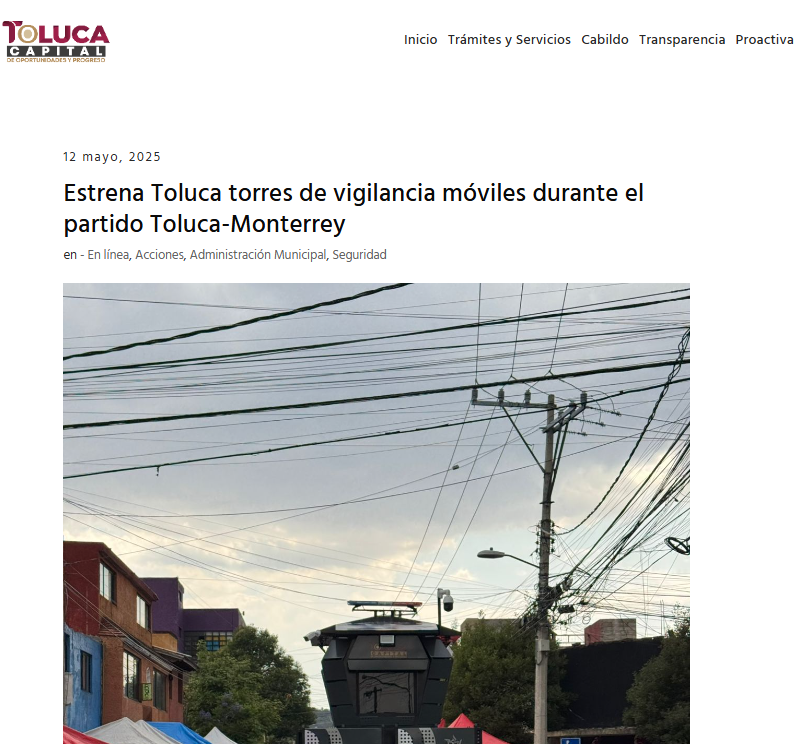 TOLUCA
CAPITAL
DE OPORTUNIDADES Y PROGRESO
Inicio Trámites y Servicios Cabildo Transparencia Proactiva
12 mayo, 2025
Estrena Toluca torres de vigilancia móviles durante el
partido Toluca-Monterrey
en - En línea, Acciones, Administración Municipal, Seguridad